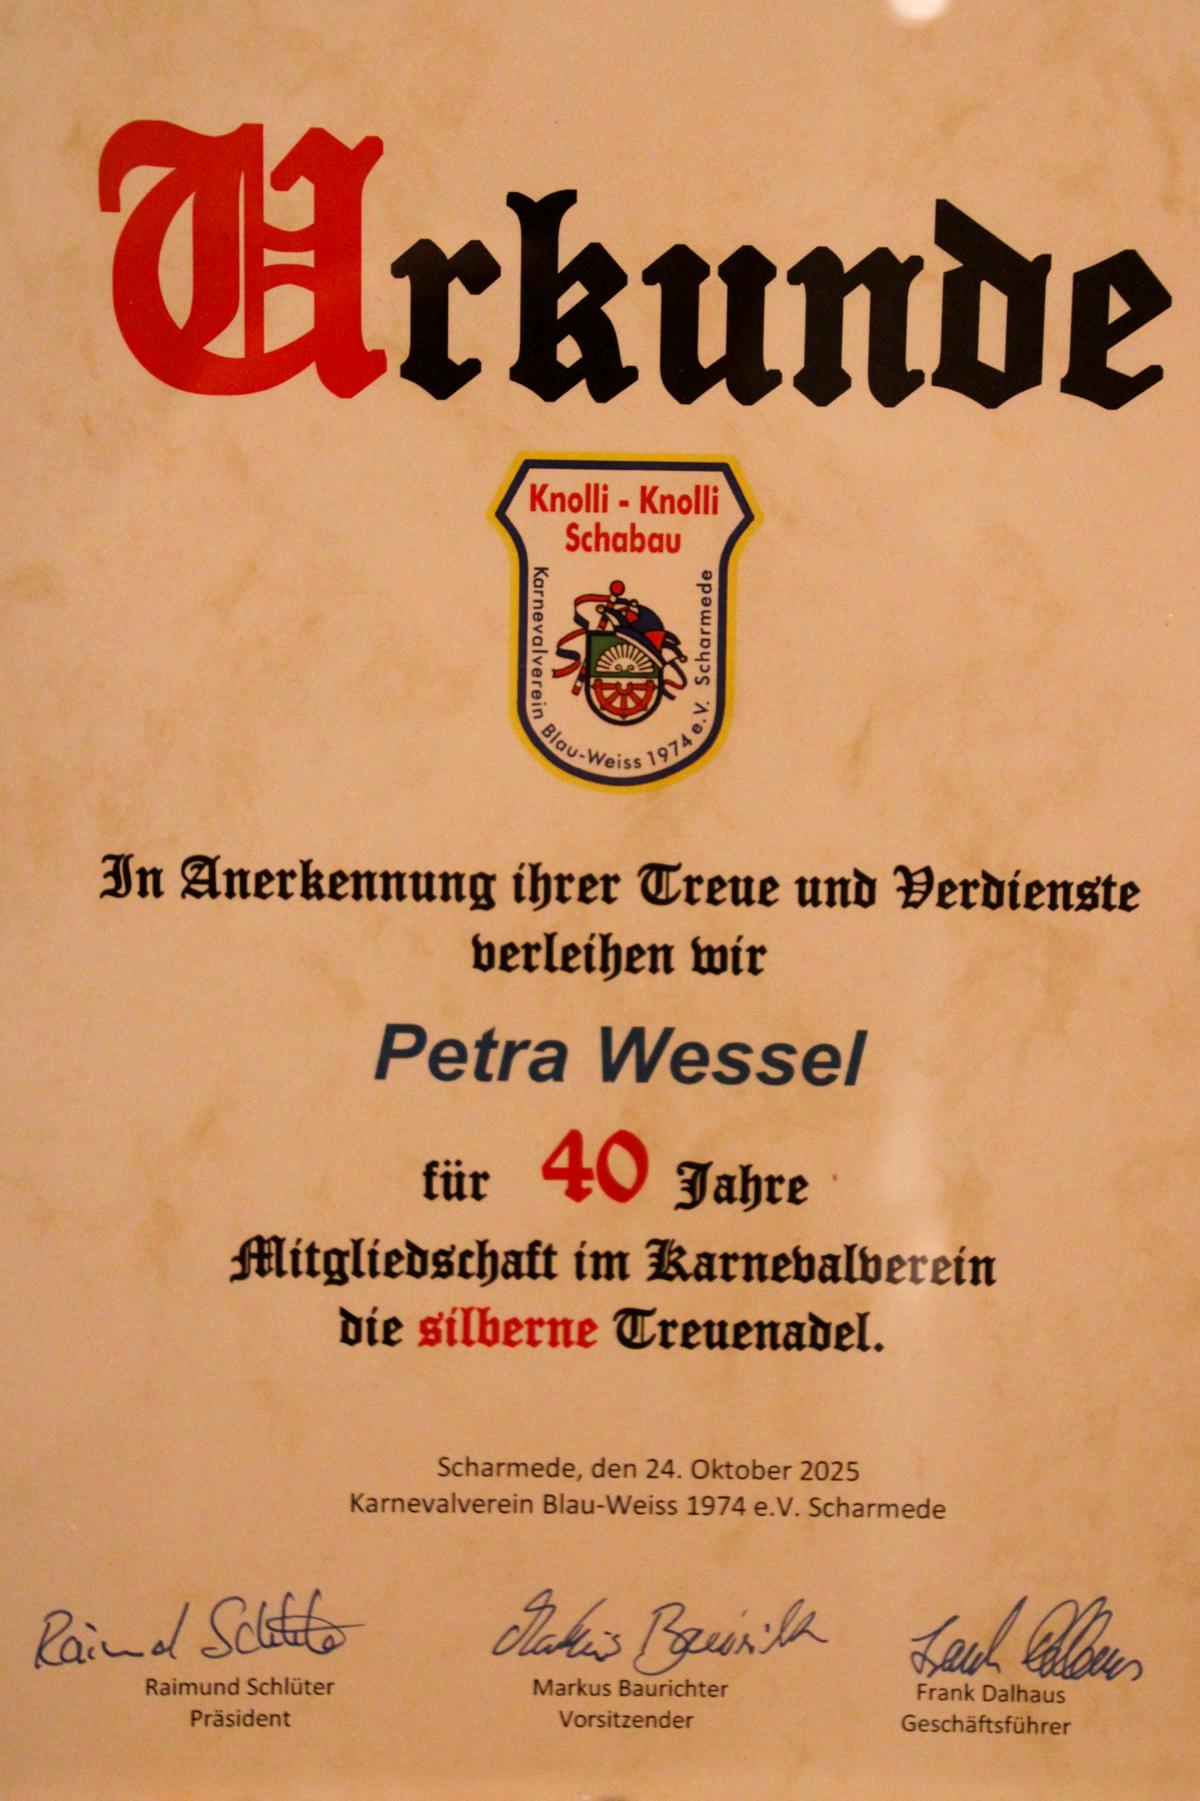 Urkunde
Knolli - Knolli
Schabau
Karnevalverein Blau-Weiss 1974 e.V. Scharmede
In Anerkennung ihrer Treue und Verdienste
verleihen wir
Petra Wessel
für 40 Jahre
Mitgliedschaft im Karnevalverein
die silberne Treuenadel.
Scharmede, den 24. Oktober 2025
Karnevalverein Blau-Weiss 1974 e.V. Scharmede
Raimund Schlüter Markus Baurichter Frank Dalhaus
Raimund Schlüter Markus Baurichter Frank Dalhaus
Präsident Vorsitzender Geschäftsführer